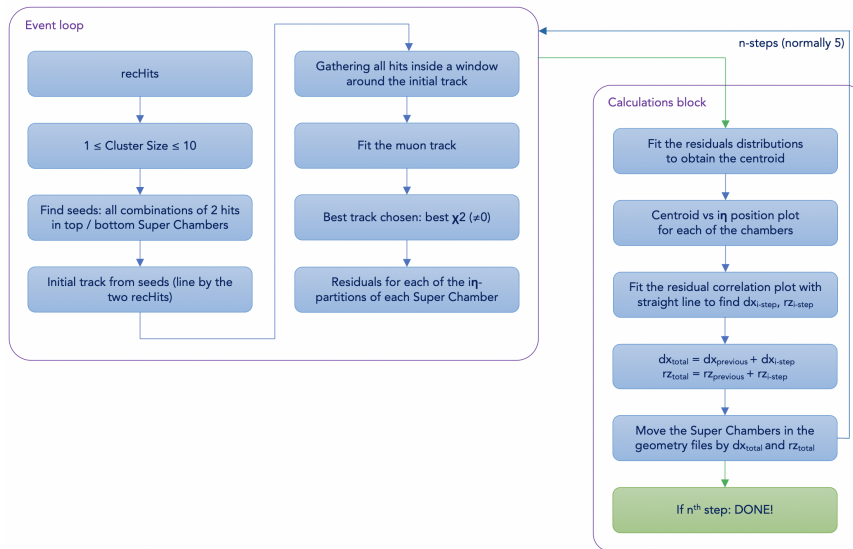 Event loop
recHits
1 ≤ Cluster Size ≤ 10
Find seeds: all combinations of 2 hits
in top / bottom Super Chambers
Initial track from seeds (line by the
two recHits)
Gathering all hits inside a window
around the initial track
Fit the muon track
Best track chosen: best χ2 (≠0)
Residuals for each of the iη-
partitions of each Super Chamber
n-steps (normally 5)
Calculations block
Fit the residuals distributions
to obtain the centroid
Centroid vs iη position plot
for each of the chambers
Fit the residual correlation plot with
straight line to find dxi-step, rzi-step
dxtotal = dxprevious + dxi-step
rztotal = rzprevious + rzi-step
Move the Super Chambers in the
geometry files by dxtotal and rztotal
If nth step: DONE!